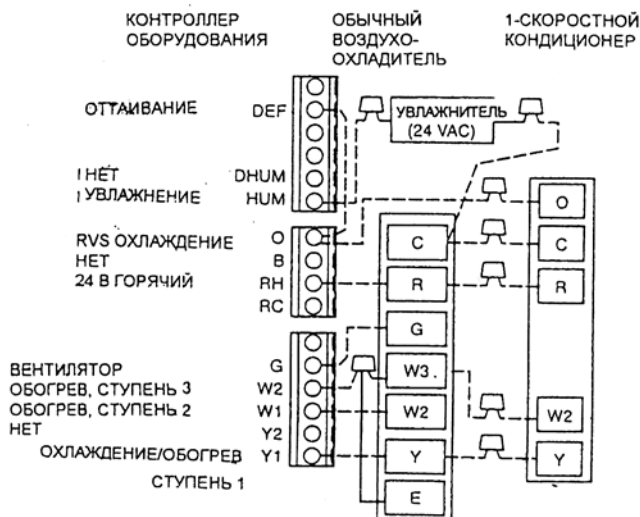 КОНТРОЛЛЕР ОБОРУДОВАНИЯ
ОБЫЧНЫЙ ВОЗДУХО-ОХЛАДИТЕЛЬ
1-СКОРОСТНОЙ КОНДИЦИОНЕР
ОТТАИВАНИЕ DEF
УВЛАЖНИТЕЛЬ
(24 VAC)
НЕТ DHUM
УВЛАЖНЕНИЕ HUM
RVS ОХЛАЖДЕНИЕ O
НЕТ B
24 В ГОРЯЧИЙ RH
RC
ВЕНТИЛЯТОР G
ОБОГРЕВ, СТУПЕНЬ 3 W2
ОБОГРЕВ, СТУПЕНЬ 2 W1
НЕТ Y2
ОХЛАЖДЕНИЕ/ОБОГРЕВ Y1
СТУПЕНЬ 1
C
R
G
W3
W2
Y
E
O
C
R
W2
Y